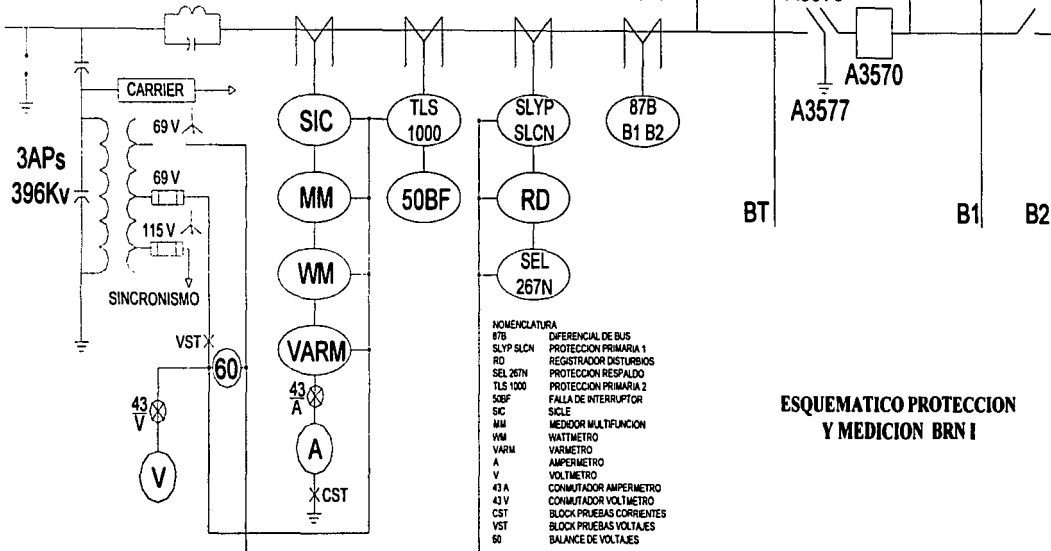 CARRIER
69 V
3APs
396Kv
69 V
115 V
SINCRONISMO
VST
60
43
V
V
SIC
MM
WM
VARM
43
A
A
CST
TLS
1000
50BF
SLYP
SLCN
RD
SEL
267N
87B
B1 B2
A3570
A3577
BT
B1
B2
NOMENCLATURA
87B DIFERENCIAL DE BUS
SLYP SLCN PROTECCION PRIMARIA 1
RD REGISTRADOR DISTURBIOS
SEL 267N PROTECCION RESPALDO
TLS 1000 PROTECCION PRIMARIA 2
50BF FALLA DE INTERRUPTOR
SIC SICLE
MM MEDIDOR MULTIFUNCION
WM WATTMETRO
VARM VARMETRO
A AMPERMETRO
V VOLTMETRO
43 A CONMUTADOR AMPERMETRO
43 V CONMUTADOR VOLTMETRO
CST BLOCK PRUEBAS CORRIENTES
VST BLOCK PRUEBAS VOLTAJES
60 BALANCE DE VOLTAJES
ESQUEMATICO PROTECCION
Y MEDICION BRN I